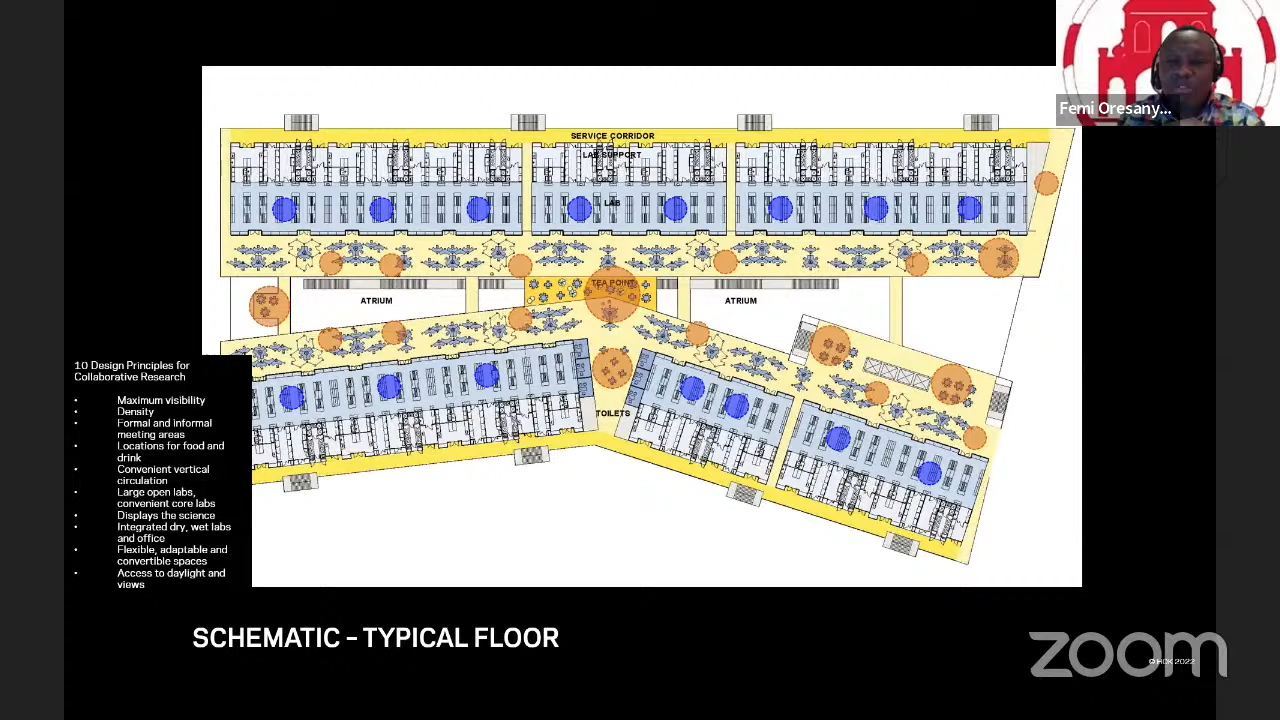 Femi Oresany...
SERVICE CORRIDOR
LAB SUPPORT
LAB
TEA POINT
ATRIUM
ATRIUM
TOILETS
10 Design Principles for
Collaborative Research
• Maximum visibility
• Density
• Formal and informal
meeting areas
• Locations for food and
drink
• Convenient vertical
circulation
• Large open labs,
convenient core labs
• Displays the science
• Integrated dry, wet labs
and office
• Flexible, adaptable and
convertible spaces
• Access to daylight and
views
SCHEMATIC – TYPICAL FLOOR
zoom
© HOK 2022